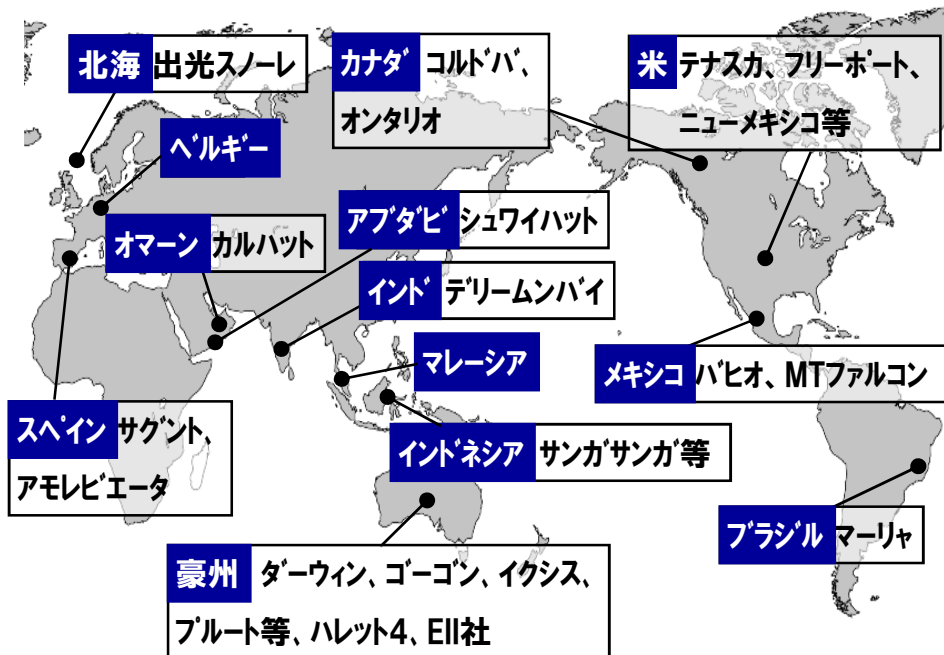 北海 出光スノーレ
カナダ コルドバ、
オンタリオ
米 テナスカ、フリーポート、
ニューメキシコ等
ベルギー
アブダビ シュワイハット
オマーン カルハット
インド デリームンバイ
マレーシア
メキシコ バヒオ、MTファルコン
スペイン サグント、
アモレビエータ
インドネシア サンガサンガ等
ブラジル マーリャ
豪州 ダーウィン、ゴーゴン、イクシス、
プルート等、ハレット4、EII社